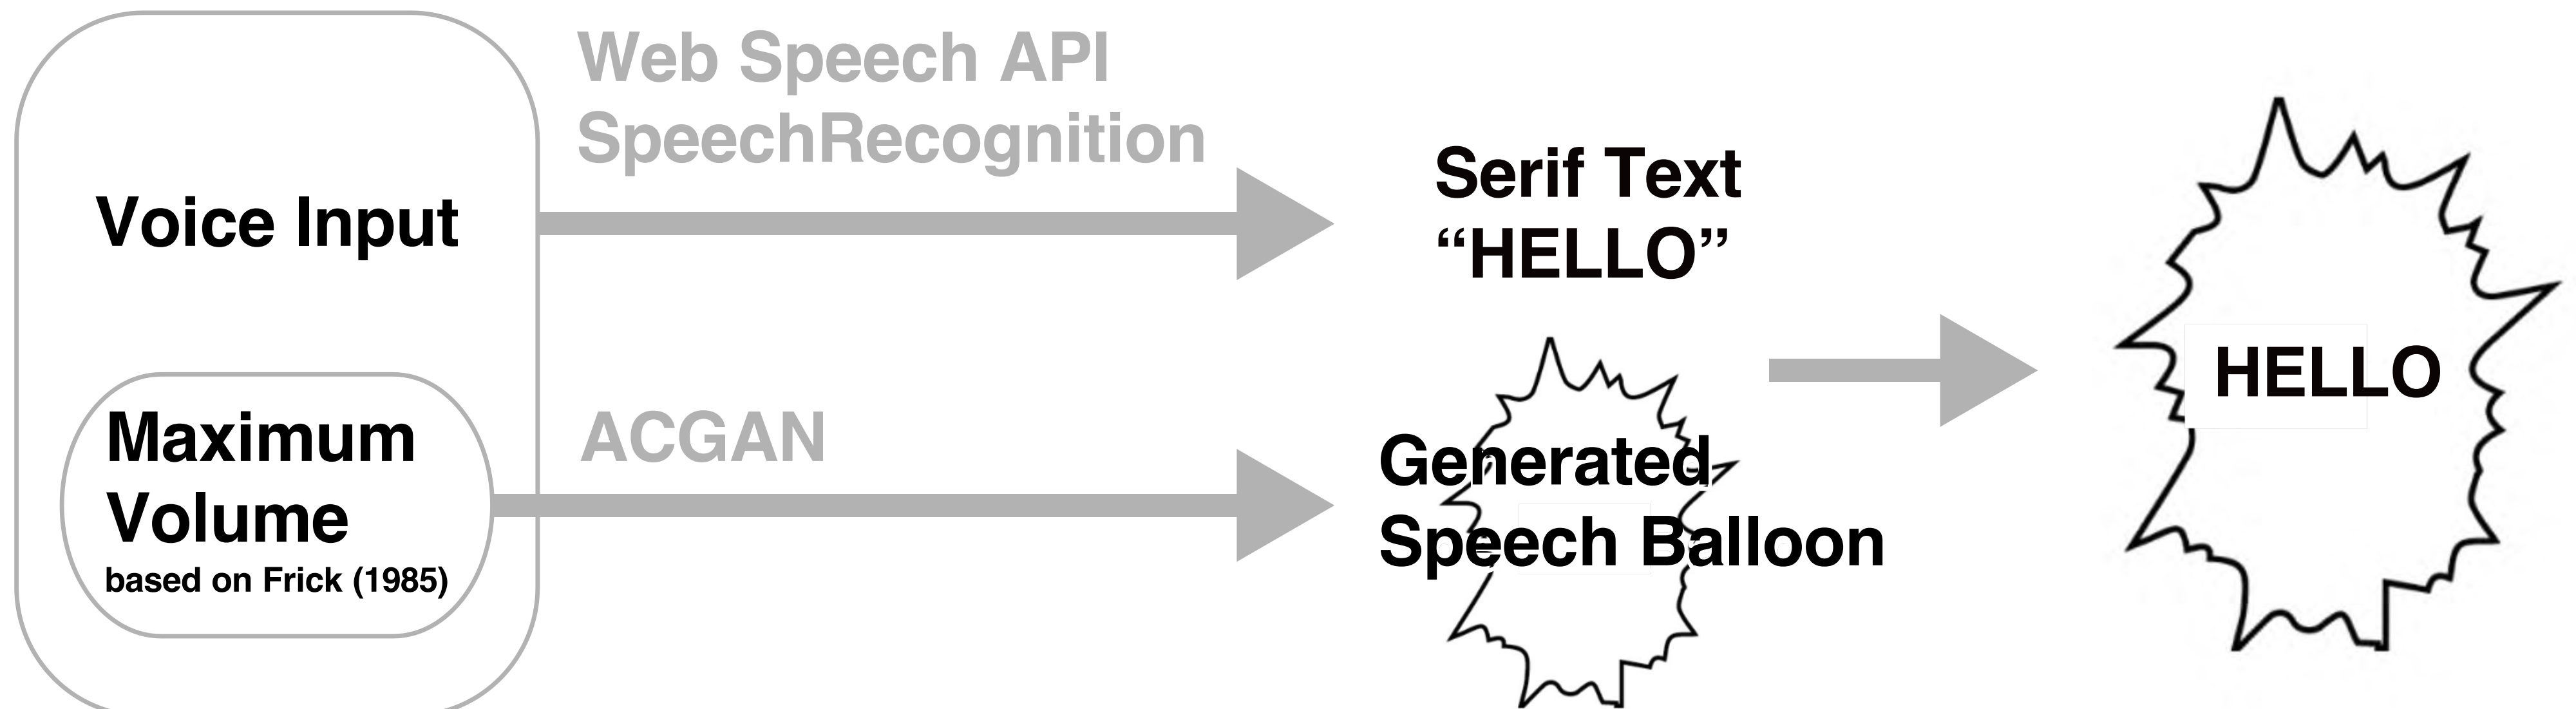 Voice Input
Maximum
Volume
based on Frick (1985)
Web Speech API
SpeechRecognition
ACGAN
Serif Text
“HELLO”
Generated
Speech Balloon
HELLO